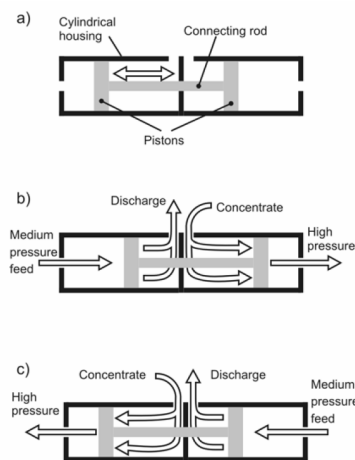 a)
Cylindrical
housing
Connecting rod
Pistons
b)
Discharge
Concentrate
Medium
pressure
feed
High
pressure
c)
Concentrate
Discharge
High
pressure
Medium
pressure
feed